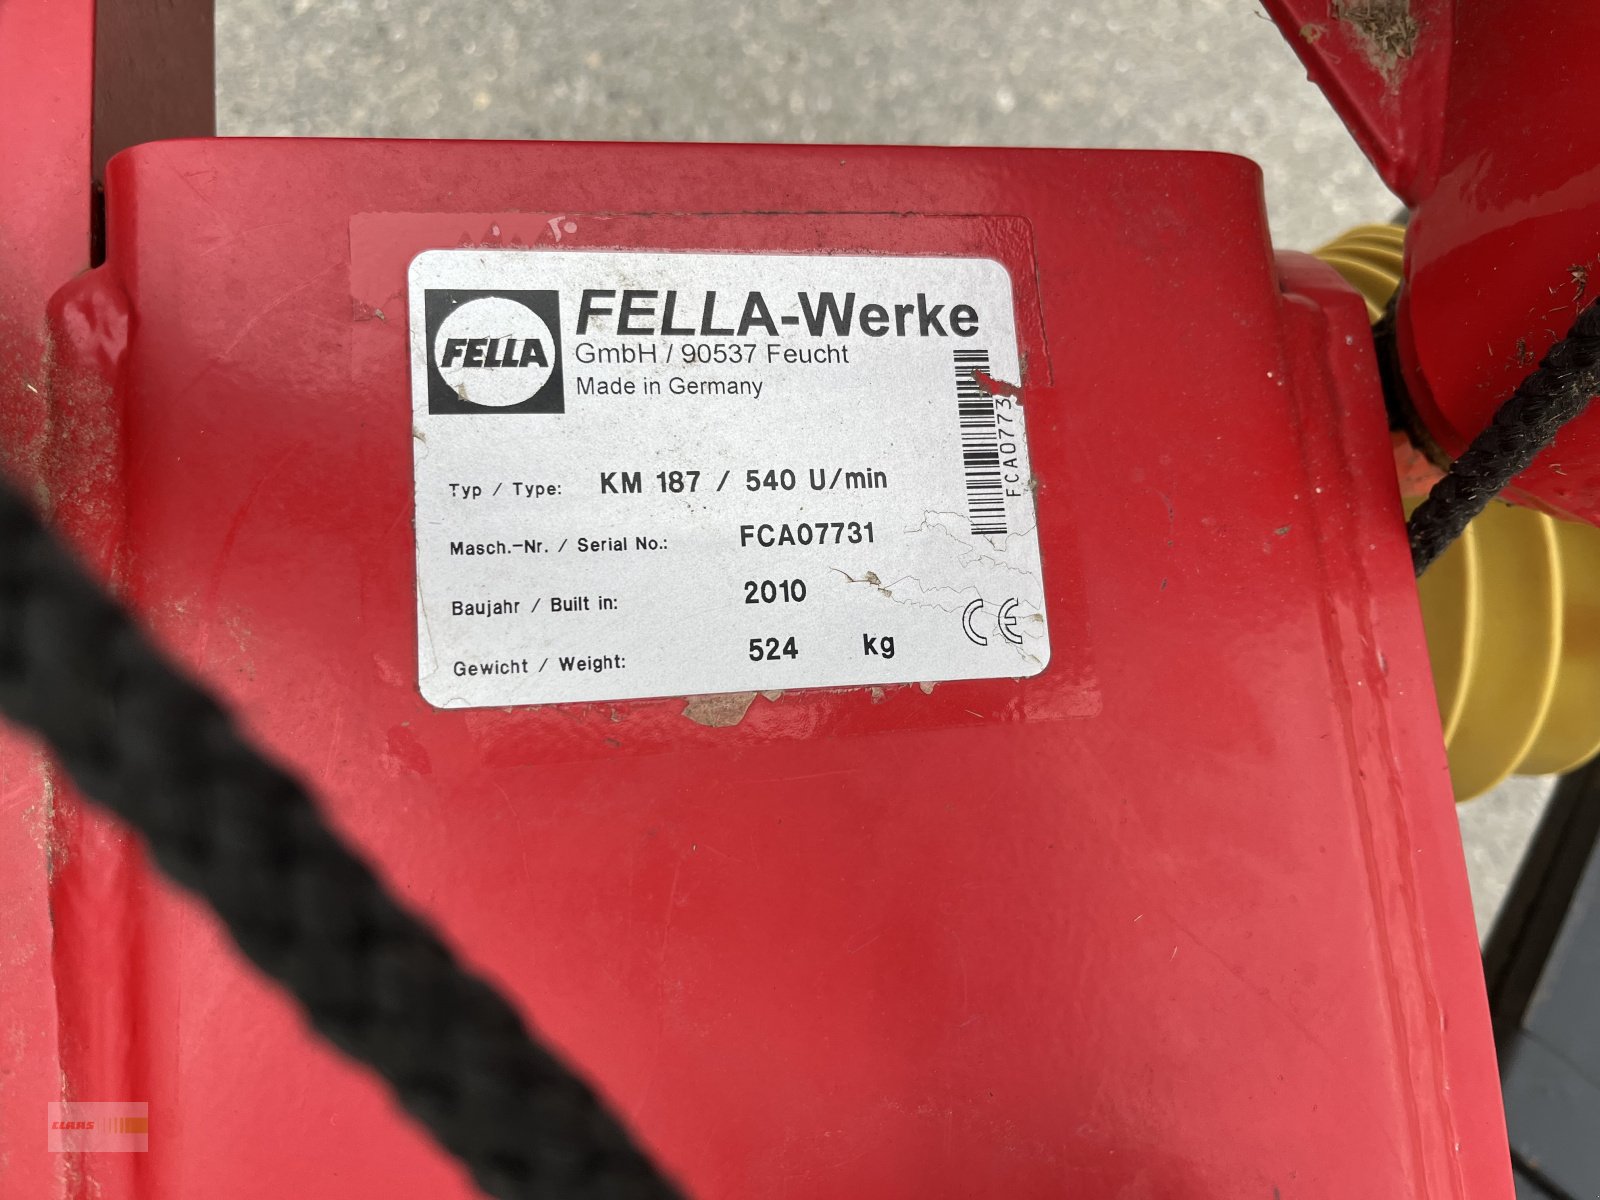 FELLA
FELLA-Werke
GmbH / 90537 Feucht
Made in Germany
FCA0773
Typ / Type: KM 187 / 540 U/min
Masch.-Nr. / Serial No.: FCA07731
Baujahr / Built in: 2010
Gewicht / Weight: 524 kg
CE
CLAAS